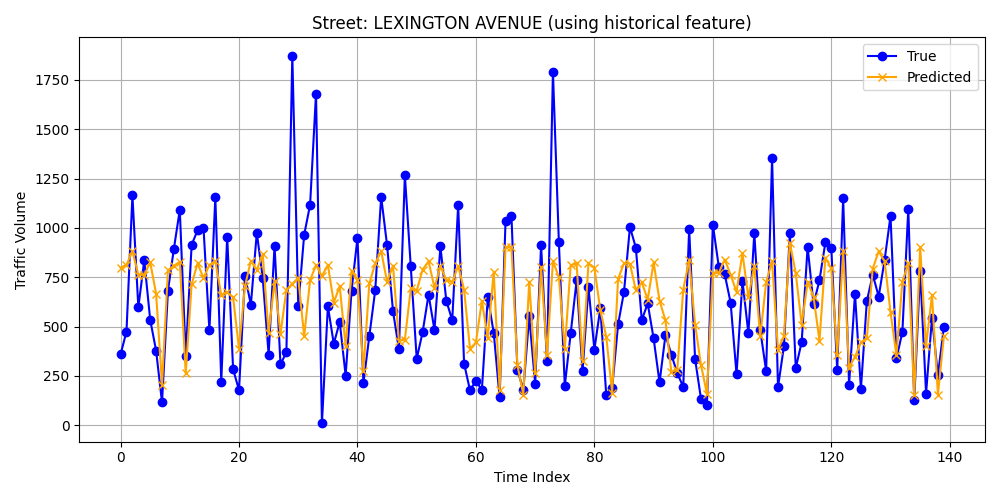 Street: LEXINGTON AVENUE (using historical feature)
True
Predicted
Traffic Volume
1750
1500
1250
1000
750
500
250
0
0 20 40 60 80 100 120 140
Time Index